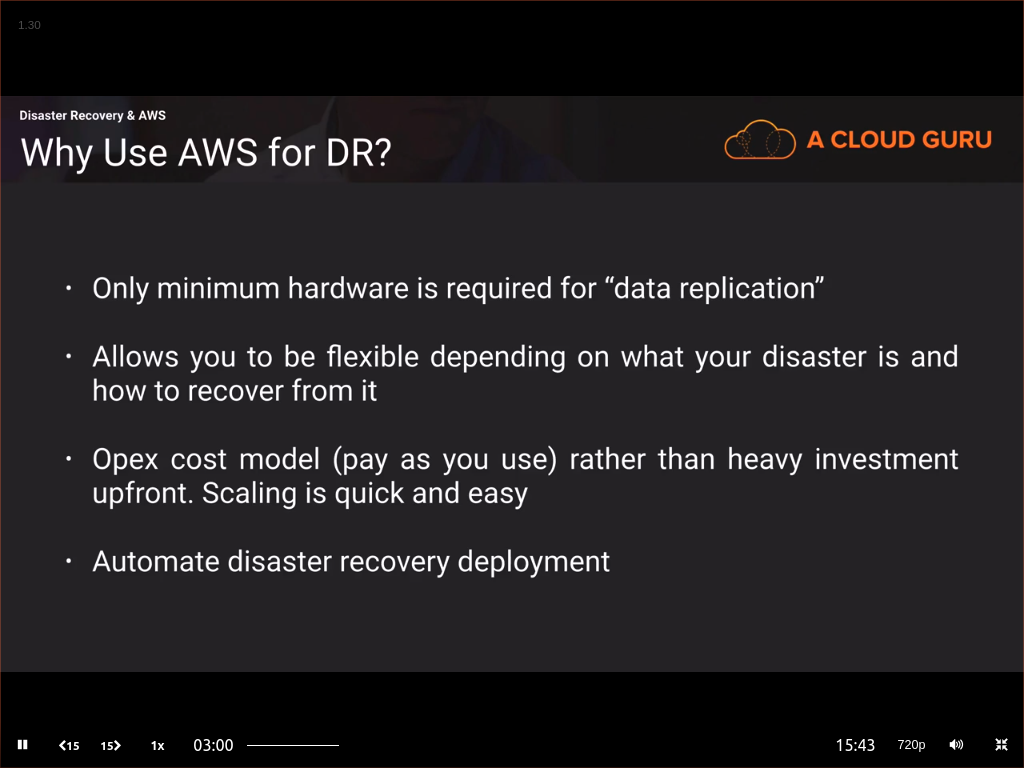 1.30
Disaster Recovery & AWS
Why Use AWS for DR?
A CLOUD GURU
• Only minimum hardware is required for “data replication”
• Allows you to be flexible depending on what your disaster is and
how to recover from it
• Opex cost model (pay as you use) rather than heavy investment
upfront. Scaling is quick and easy
• Automate disaster recovery deployment
15 15 1x 03:00 15:43 720p